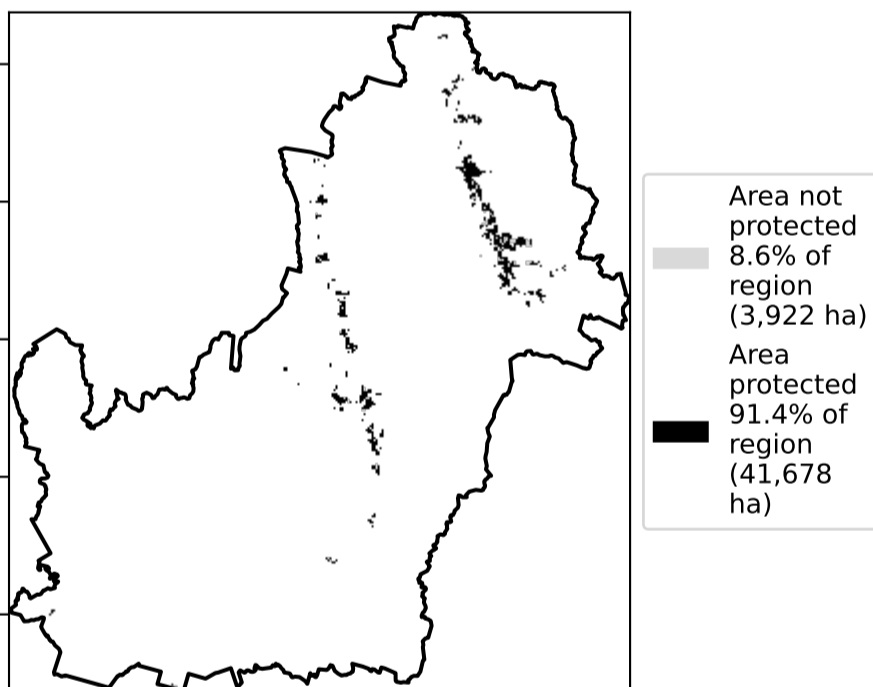 Area not
protected
8.6% of
region
(3,922 ha)
Area
protected
91.4% of
region
(41,678
ha)